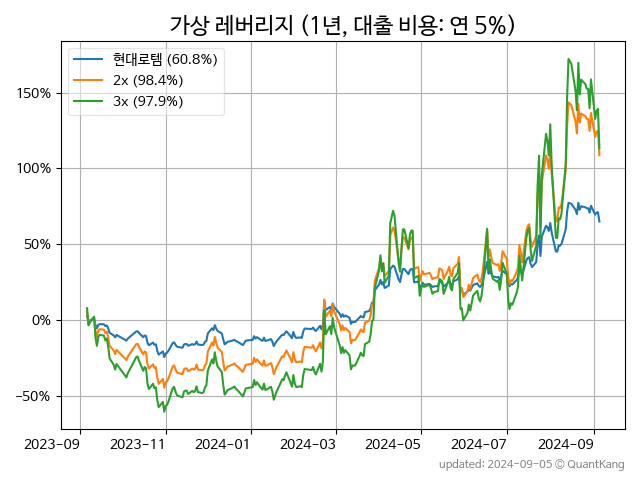 가상 레버리지 (1년, 대출 비용: 연 5%)
현대로템 (60.8%)
2x (98.4%)
3x (97.9%)
150%
100%
50%
0%
−50%
2023-09 2023-11 2024-01 2024-03 2024-05 2024-07 2024-09
updated: 2024-09-05 © QuantKang